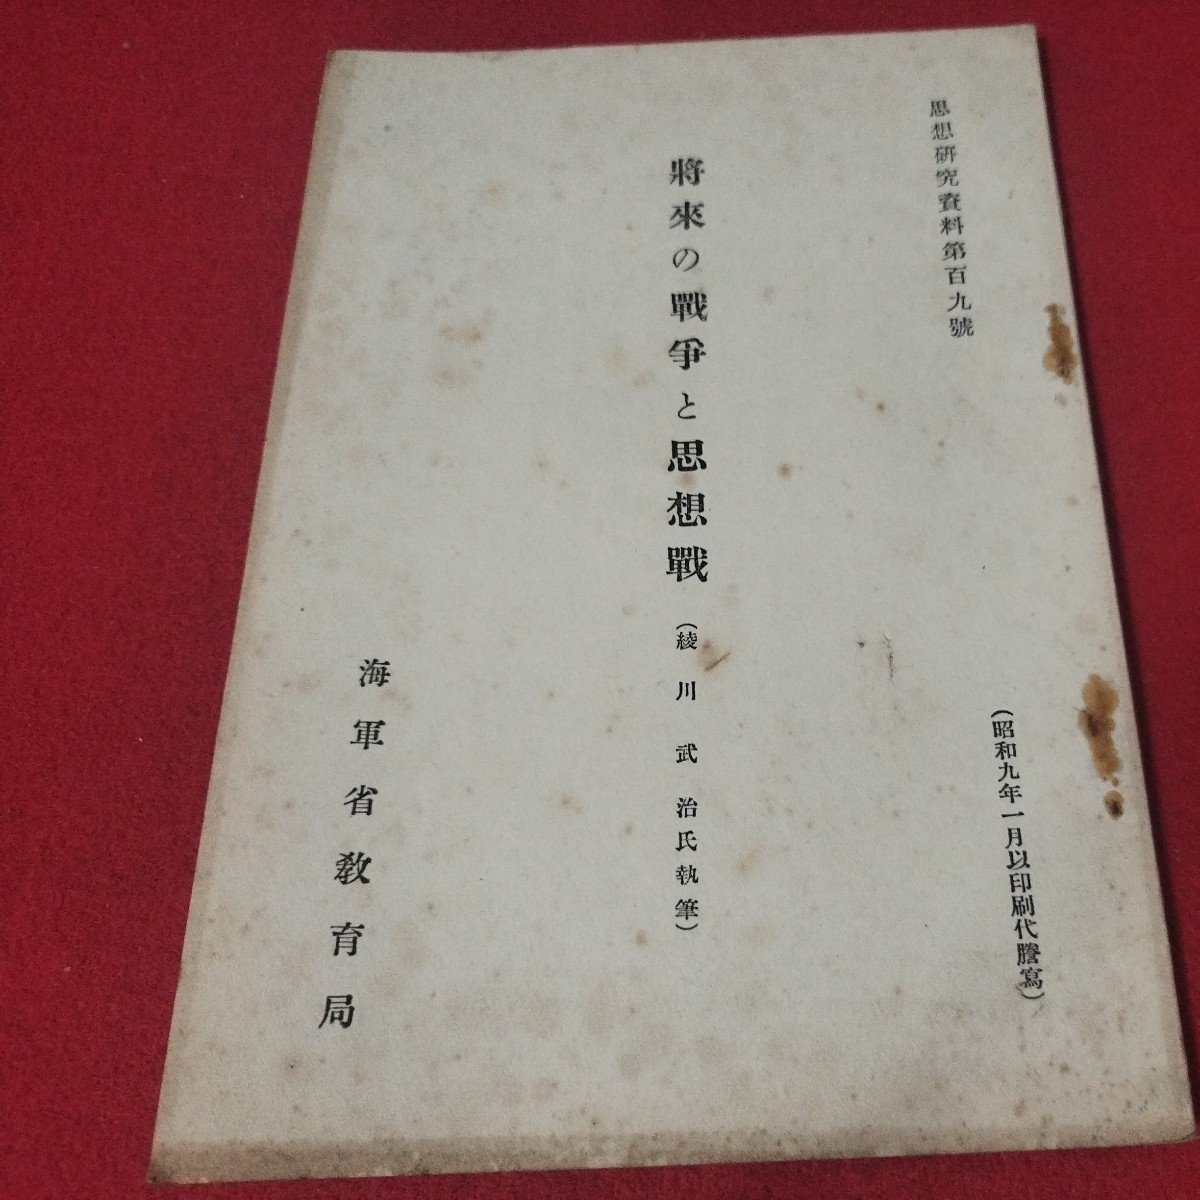 思想研究資料第百九號
(昭和九年一月以印刷代謄寫)
將來の戰爭と思想戰(綾川武治氏執筆)
海軍省教育局